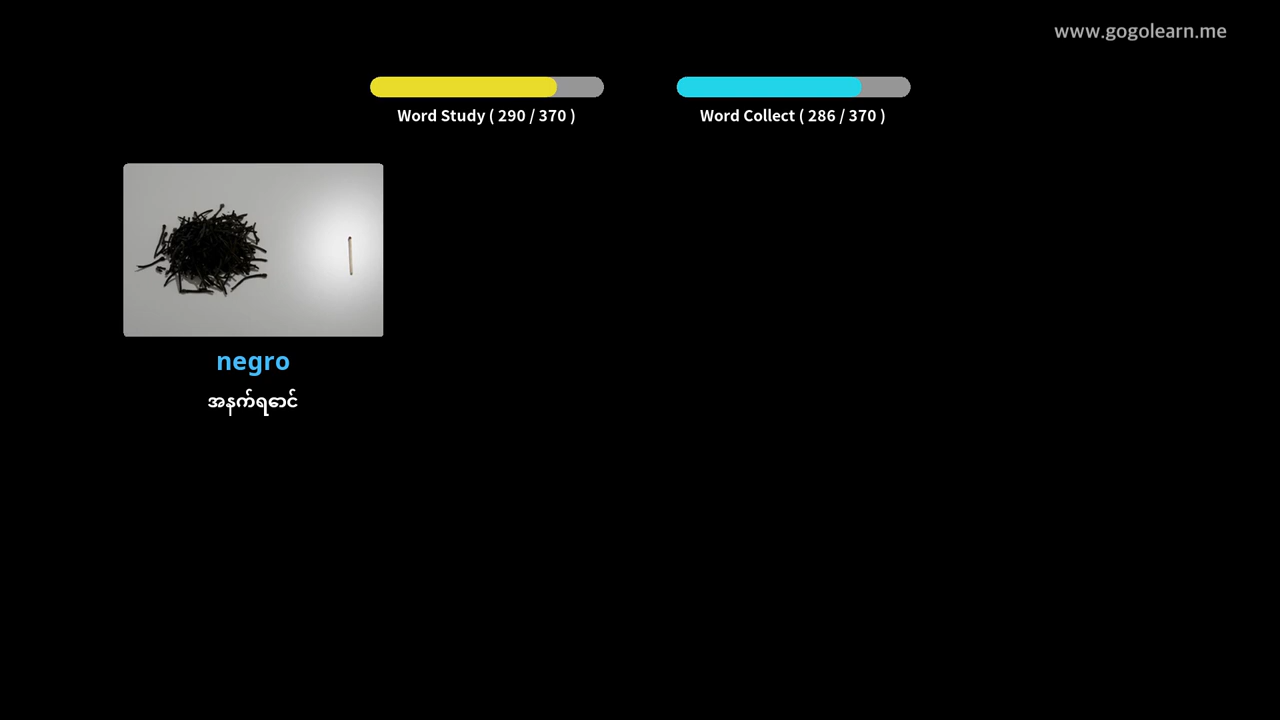 www.gogolearn.me
Word Study ( 290 / 370 )
Word Collect ( 286 / 370 )
negro
အနက်ရောင်